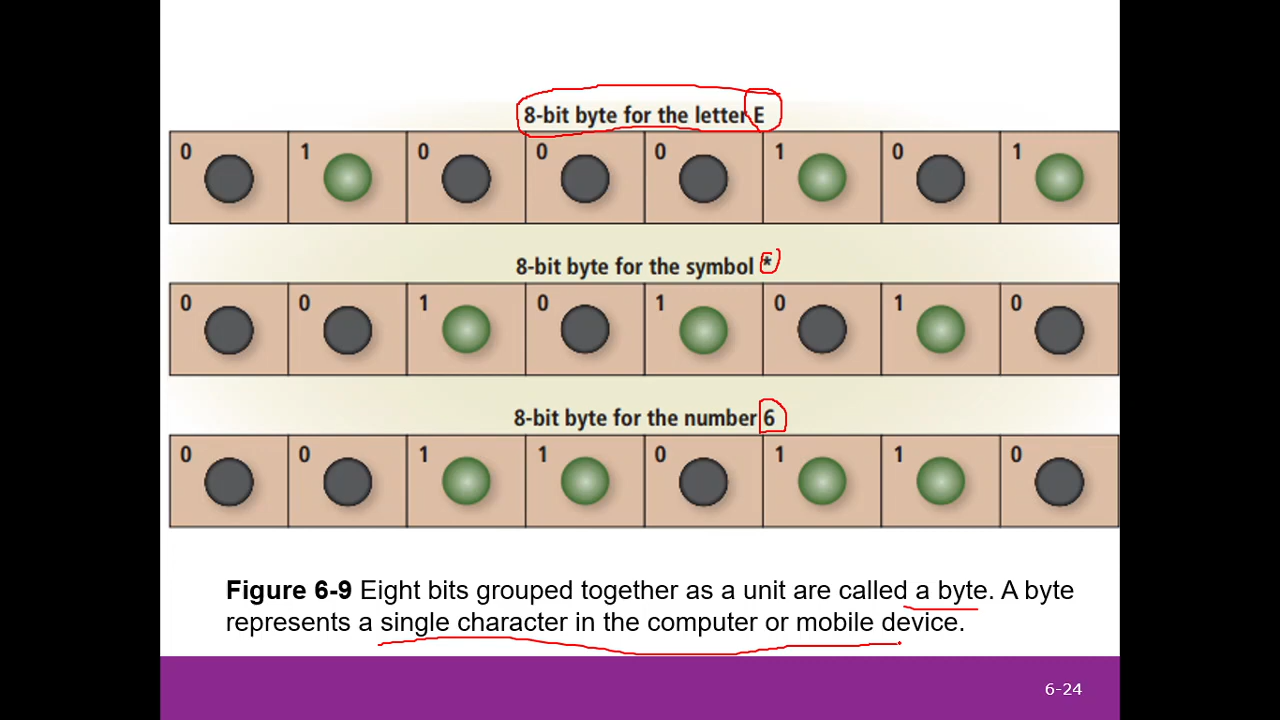 8-bit byte for the letter E
0 1 0 0 0 1 0 1
8-bit byte for the symbol *
0 0 1 0 1 0 1 0
8-bit byte for the number 6
0 0 1 1 0 1 1 0
Figure 6-9 Eight bits grouped together as a unit are called a byte. A byte
represents a single character in the computer or mobile device.
6-24